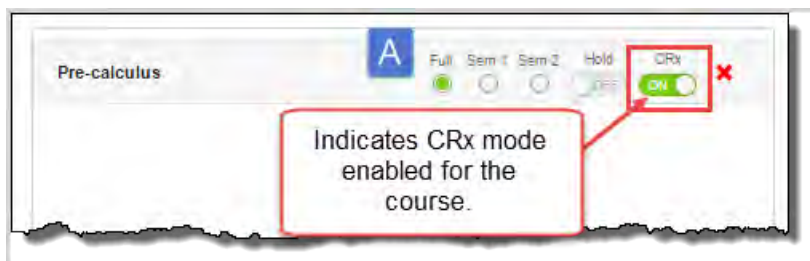 Pre-calculus
A
Full Sem 1 Sem 2 Hold CRx
OFF ON
Indicates CRx mode
enabled for the
course.